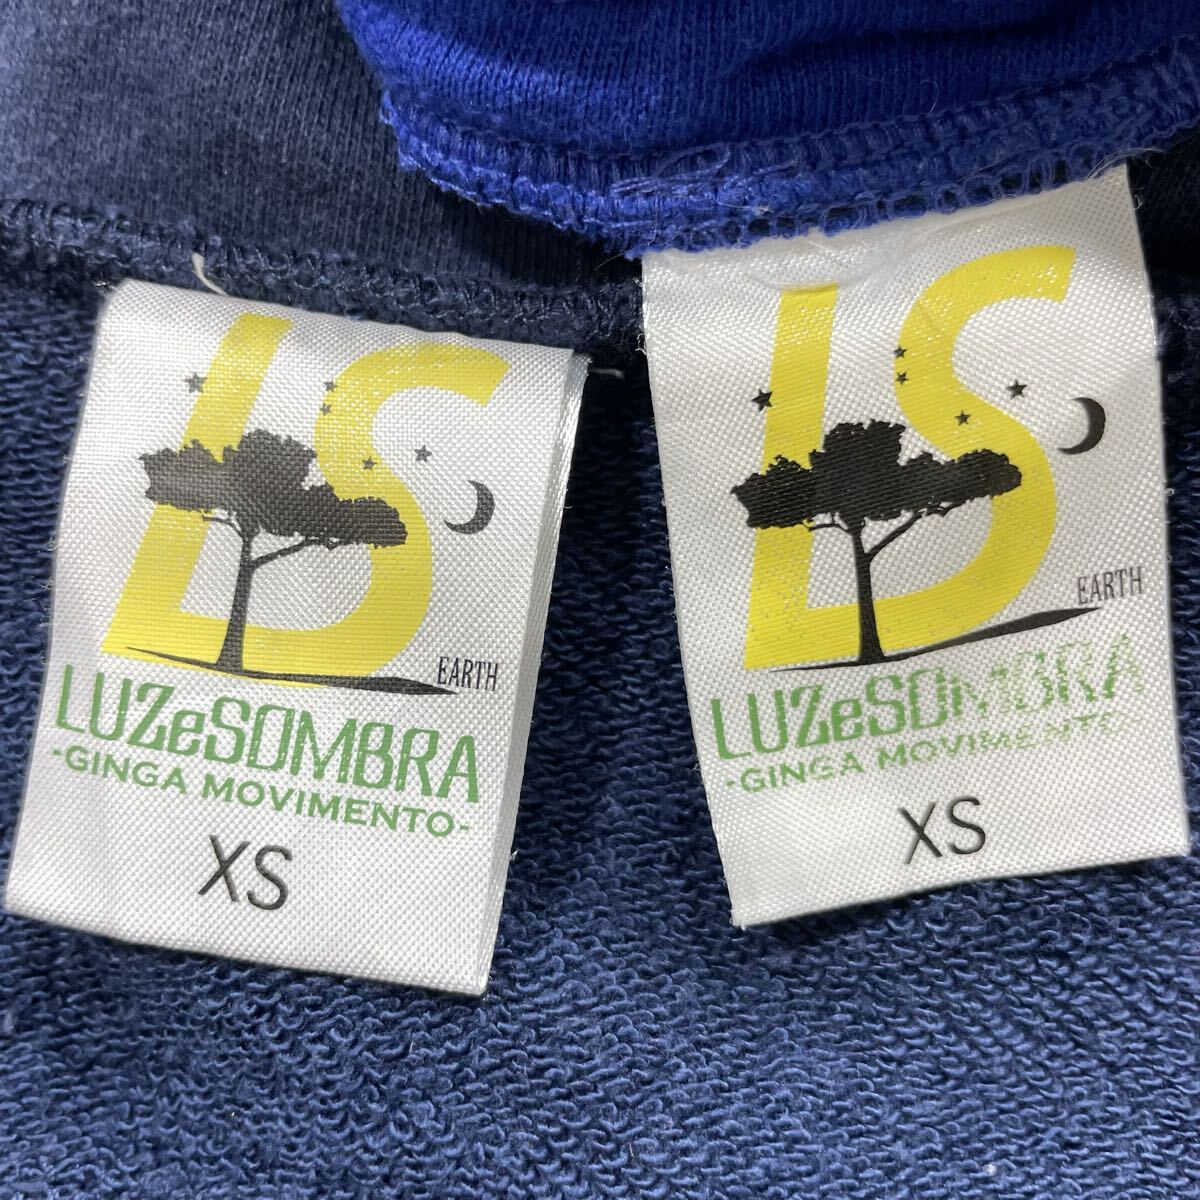 LS
EARTH
LUZeSOMBRA
-GINGA MOVIMENTO-
XS
LS
EARTH
LUZeSOMBRA
-GINGA MOVIMENTO
XS